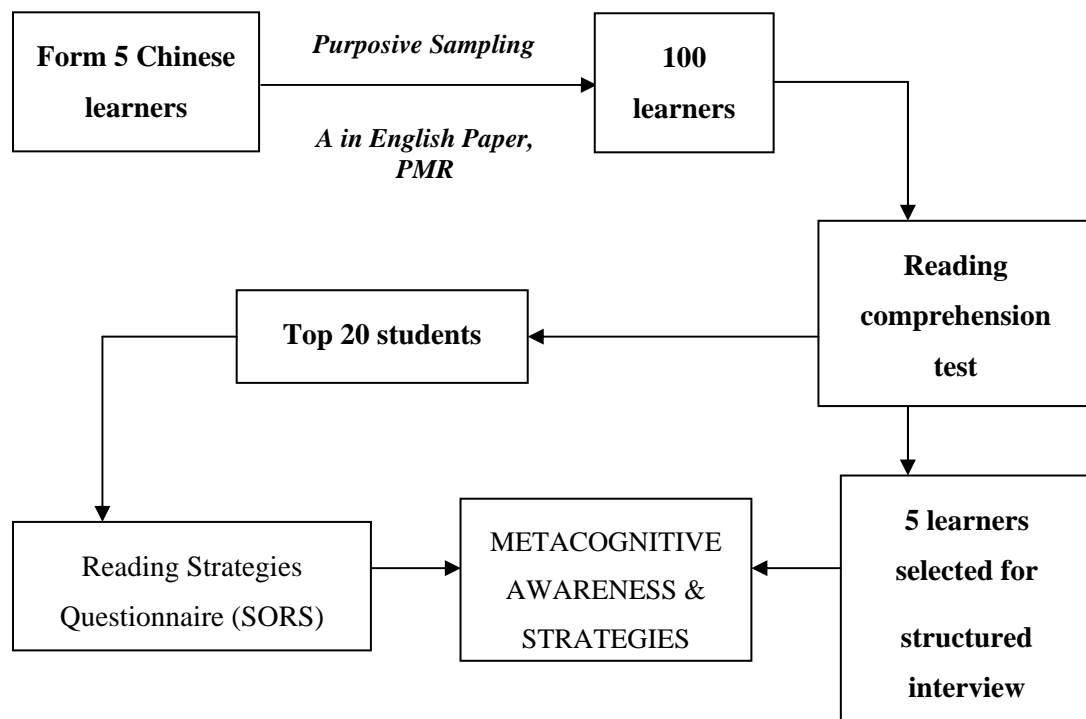 Form 5 Chinese
learners
Purposive Sampling
A in English Paper,
PMR
100
learners
Reading
comprehension
test
Top 20 students
Reading Strategies
Questionnaire (SORS)
METACOGNITIVE
AWARENESS &
STRATEGIES
5 learners
selected for
structured
interview